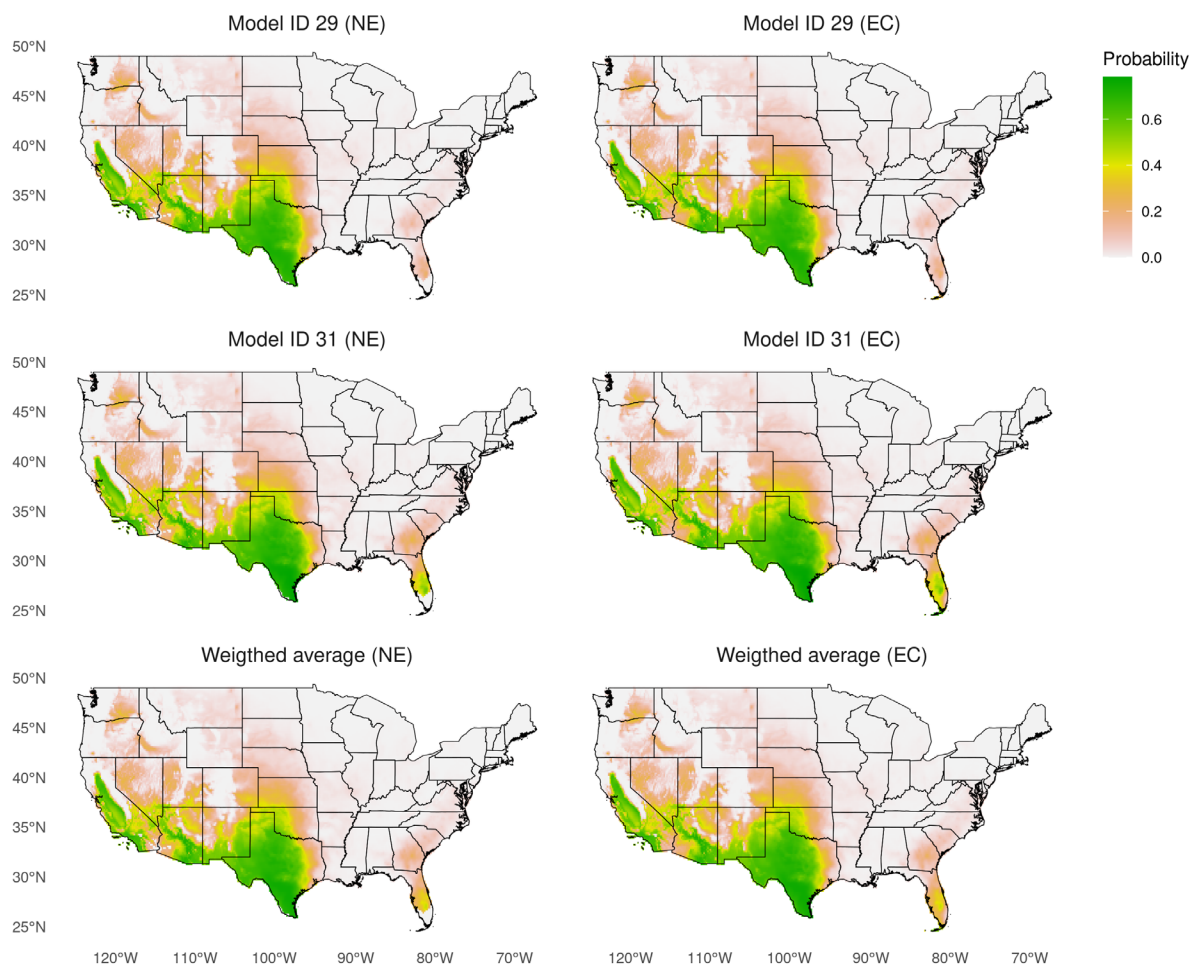 Model ID 29 (NE)
Model ID 29 (EC)
Probability
0.6
0.4
0.2
0.0
50°N
45°N
40°N
35°N
30°N
25°N
Model ID 31 (NE)
Model ID 31 (EC)
50°N
45°N
40°N
35°N
30°N
25°N
Weigthed average (NE)
Weigthed average (EC)
50°N
45°N
40°N
35°N
30°N
25°N
120°W 110°W 100°W 90°W 80°W 70°W
120°W 110°W 100°W 90°W 80°W 70°W